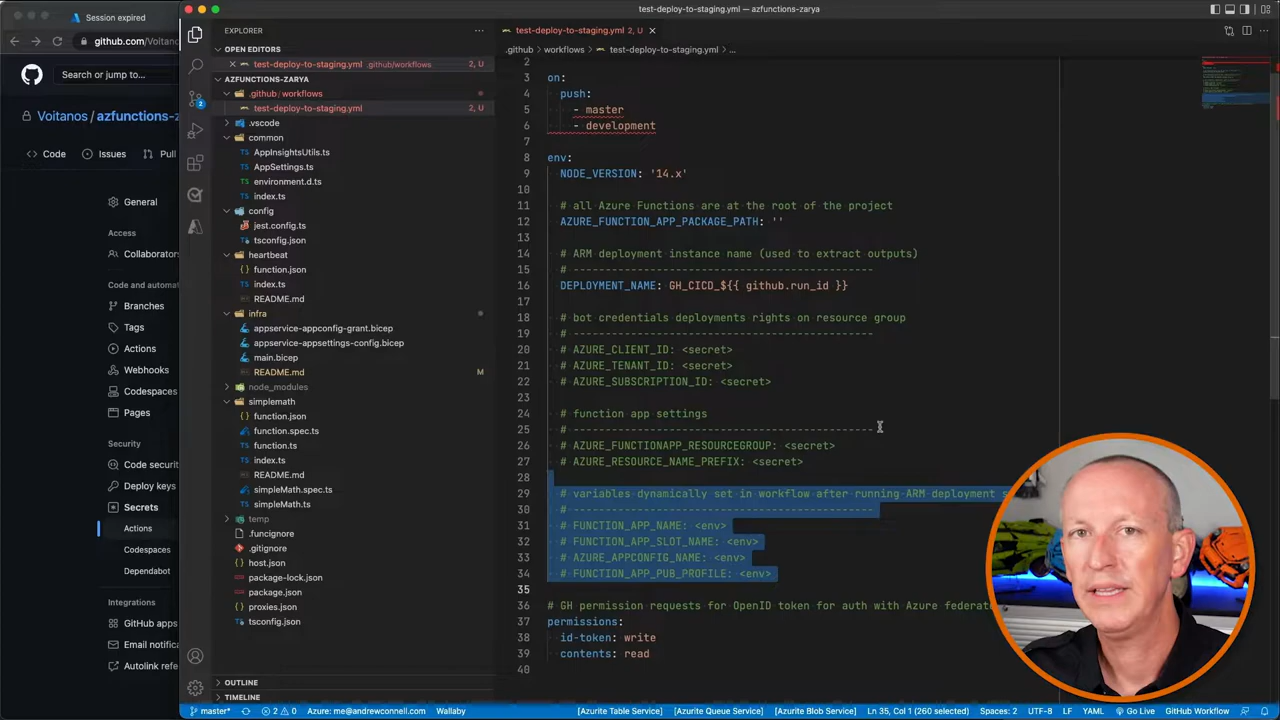 Session expired
test-deploy-to-staging.yml — azfunctions-zarya
github.com/Voitano
EXPLORER
test-deploy-to-staging.yml 2, U
OPEN EDITORS
.github › workflows › test-deploy-to-staging.yml › ...
test-deploy-to-staging.yml .github/workflows 2, U
Search or jump to...
AZFUNCTIONS-ZARYA
.github/workflows
test-deploy-to-staging.yml 2, U
Voitanos / azfunctions-z
.vscode
common
Code
Issues
Pull
AppInsightsUtils.ts
AppSettings.ts
environment.d.ts
index.ts
General
config
jest.config.ts
Access
tsconfig.json
Collaborators
heartbeat
function.json
Code and automa
index.ts
Branches
README.md
Tags
infra
appservice-appconfig-grant.bicep
Actions
appservice-appsettings-config.bicep
main.bicep
Webhooks
README.md M
Codespaces
node_modules
simplemath
Pages
function.json
function.spec.ts
Security
function.ts
Code securit
index.ts
README.md
Deploy keys
simpleMath.spec.ts
Secrets
simpleMath.ts
temp
Actions
.funcignore
.gitignore
Codespaces
host.json
Dependabot
package-lock.json
package.json
Integrations
proxies.json
GitHub apps
tsconfig.json
Email notifica
Autolink refe
OUTLINE
TIMELINE
2
3 on:
4 push:
5 - master
6 - development
7
8 env:
9 NODE_VERSION: '14.x'
10
11 # all Azure Functions are at the root of the project
12 AZURE_FUNCTION_APP_PACKAGE_PATH: ''
13
14 # ARM deployment instance name (used to extract outputs)
15 # -----------------------------------------------
16 DEPLOYMENT_NAME: GH_CICD_${{ github.run_id }}
17
18 # bot credentials deployments rights on resource group
19 # -----------------------------------------------
20 # AZURE_CLIENT_ID: <secret>
21 # AZURE_TENANT_ID: <secret>
22 # AZURE_SUBSCRIPTION_ID: <secret>
23
24 # function app settings
25 # -----------------------------------------------
26 # AZURE_FUNCTIONAPP_RESOURCEGROUP: <secret>
27 # AZURE_RESOURCE_NAME_PREFIX: <secret>
28
29 # variables dynamically set in workflow after running ARM deployment s
30 # -----------------------------------------------
31 # FUNCTION_APP_NAME: <env>
32 # FUNCTION_APP_SLOT_NAME: <env>
33 # AZURE_APPCONFIG_NAME: <env>
34 # FUNCTION_APP_PUB_PROFILE: <env>
35
36 # GH permission requests for OpenID token for auth with Azure federate
37 permissions:
38 id-token: write
39 contents: read
40
2
master* 2 0 Azure: me@andrewconnell.com Wallaby [Azurite Table Service] [Azurite Queue Service] [Azurite Blob Service] Ln 35, Col 1 (260 selected) Spaces: 2 UTF-8 LF YAML Go Live GitHub Workflow